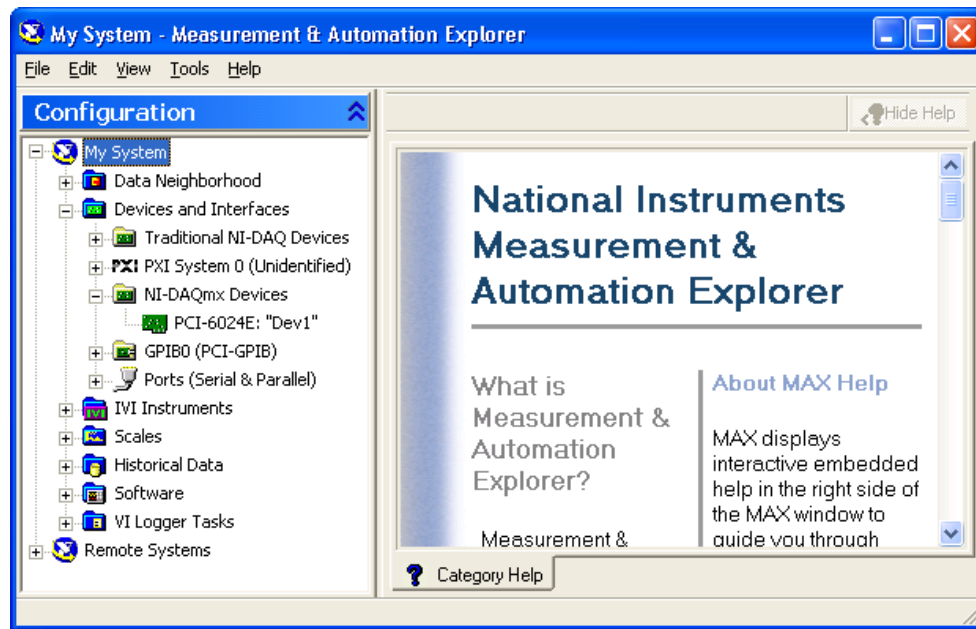 My System - Measurement & Automation Explorer
File Edit View Tools Help
Configuration
Hide Help
My System
Data Neighborhood
Devices and Interfaces
Traditional NI-DAQ Devices
PXI PXI System 0 (Unidentified)
NI-DAQmx Devices
PCI-6024E: "Dev1"
GPIB0 (PCI-GPIB)
Ports (Serial & Parallel)
IVI IVI Instruments
Scales
Historical Data
Software
VI Logger Tasks
Remote Systems
National Instruments
Measurement &
Automation Explorer
What is
Measurement &
Automation
Explorer?
Measurement &
About MAX Help
MAX displays
interactive embedded
help in the right side of
the MAX window to
guide you through
Category Help